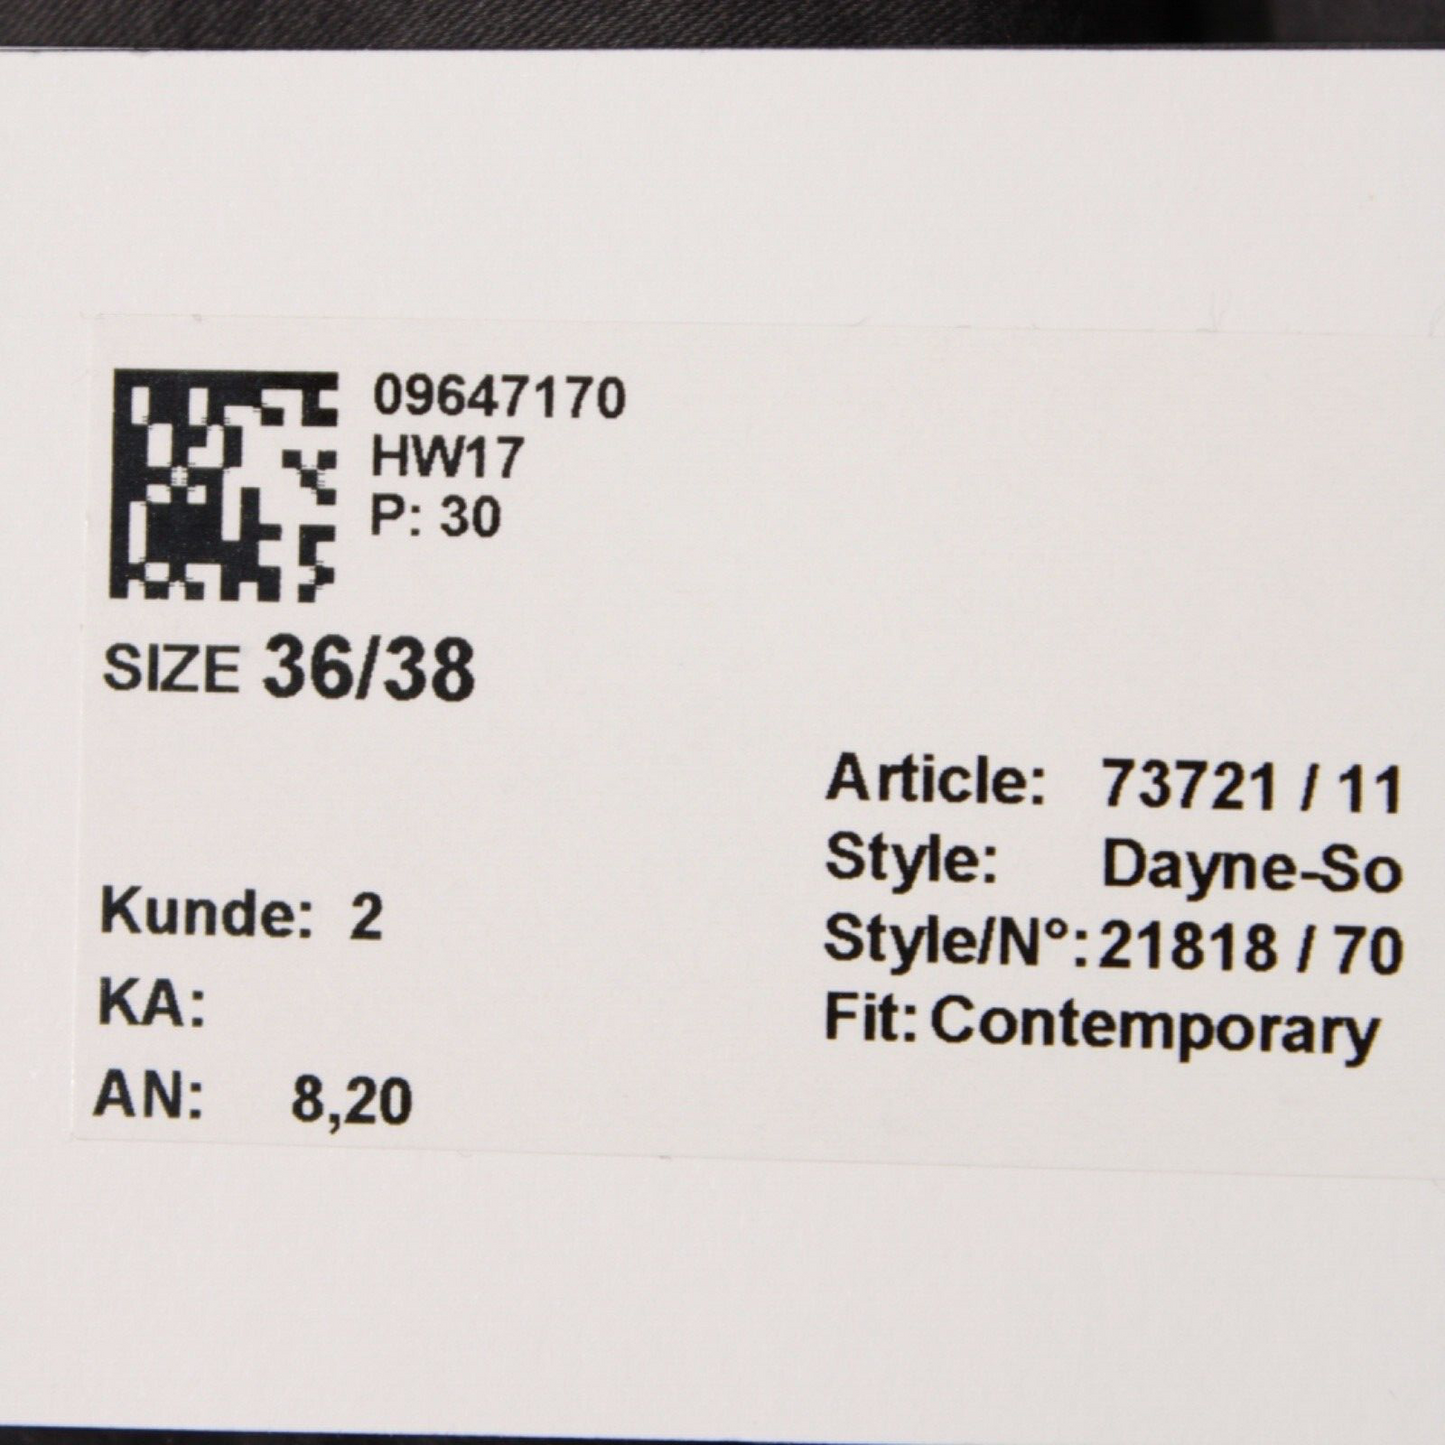 09647170
HW17
P: 30
SIZE 36/38
Kunde: 2
KA:
AN: 8,20
Article: 73721 / 11
Style: Dayne-So
Style/N°: 21818 / 70
Fit: Contemporary